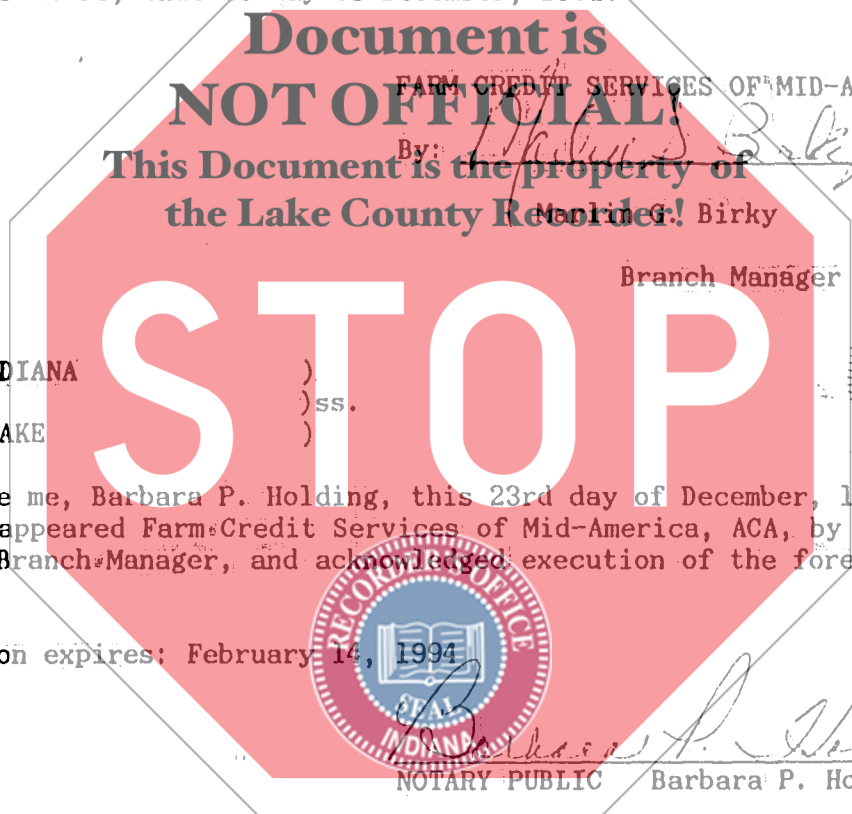 Document is
NOT OFFICIAL!
FARM CREDIT SERVICES OF MID-A
By:
This Document is the property of
the Lake County Recorder!
Marlin G. Birky
Branch Manager
STOP
DIANA )
)ss.
AKE )
e me, Barbara P. Holding, this 23rd day of December, 1
appeared Farm Credit Services of Mid-America, ACA, by
Branch Manager, and acknowledged execution of the fore
RECORDER'S OFFICE
on expires: February 14, 1994
SEAL
INDIANA
NOTARY PUBLIC Barbara P. Ho